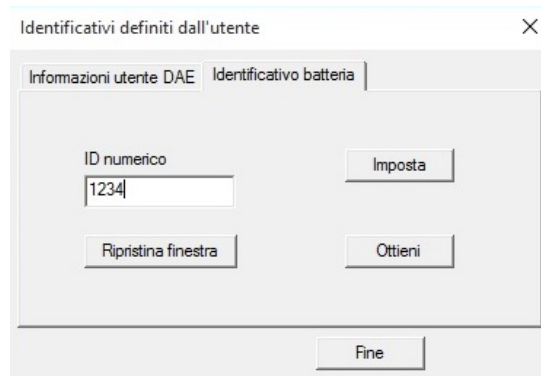 Identificativi definiti dall'utente
Informazioni utente DAE
Identificativo batteria
ID numerico
Imposta
1234
Ripristina finestra
Ottieni
Fine